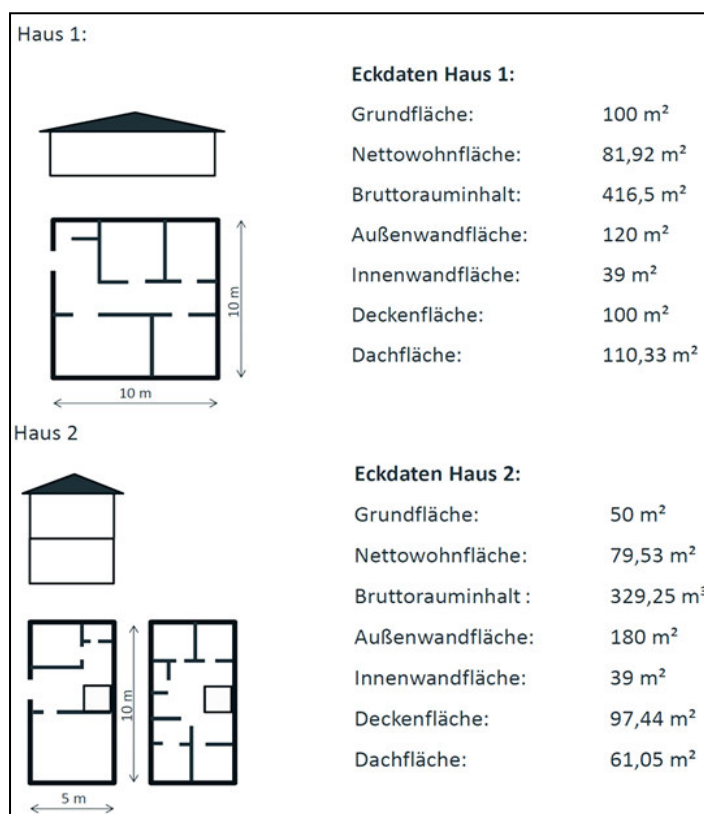 Haus 1:
Eckdaten Haus 1:
Grundfläche: 100 m²
Nettowohnfläche: 81,92 m²
Bruttorauminhalt: 416,5 m²
Außenwandfläche: 120 m²
Innenwandfläche: 39 m²
Deckenfläche: 100 m²
Dachfläche: 110,33 m²
10 m
10 m
Haus 2
Eckdaten Haus 2:
Grundfläche: 50 m²
Nettowohnfläche: 79,53 m²
Bruttorauminhalt : 329,25 m³
Außenwandfläche: 180 m²
Innenwandfläche: 39 m²
Deckenfläche: 97,44 m²
Dachfläche: 61,05 m²
10 m
5 m